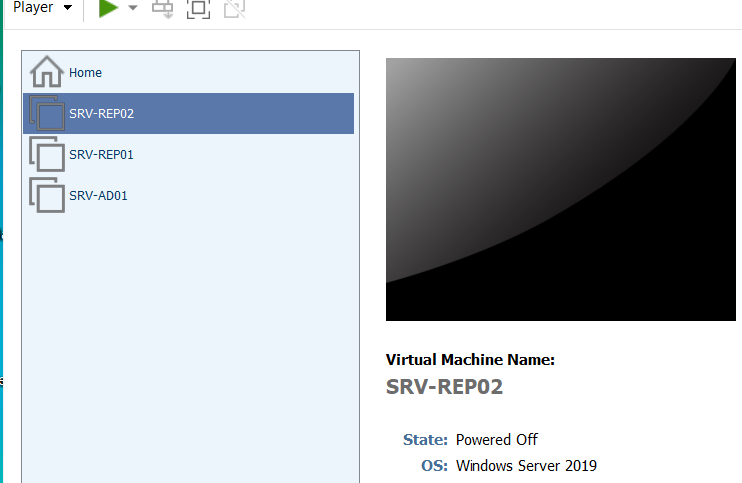 Player
Home
SRV-REP02
SRV-REP01
SRV-AD01
Virtual Machine Name:
SRV-REP02
State: Powered Off
OS: Windows Server 2019